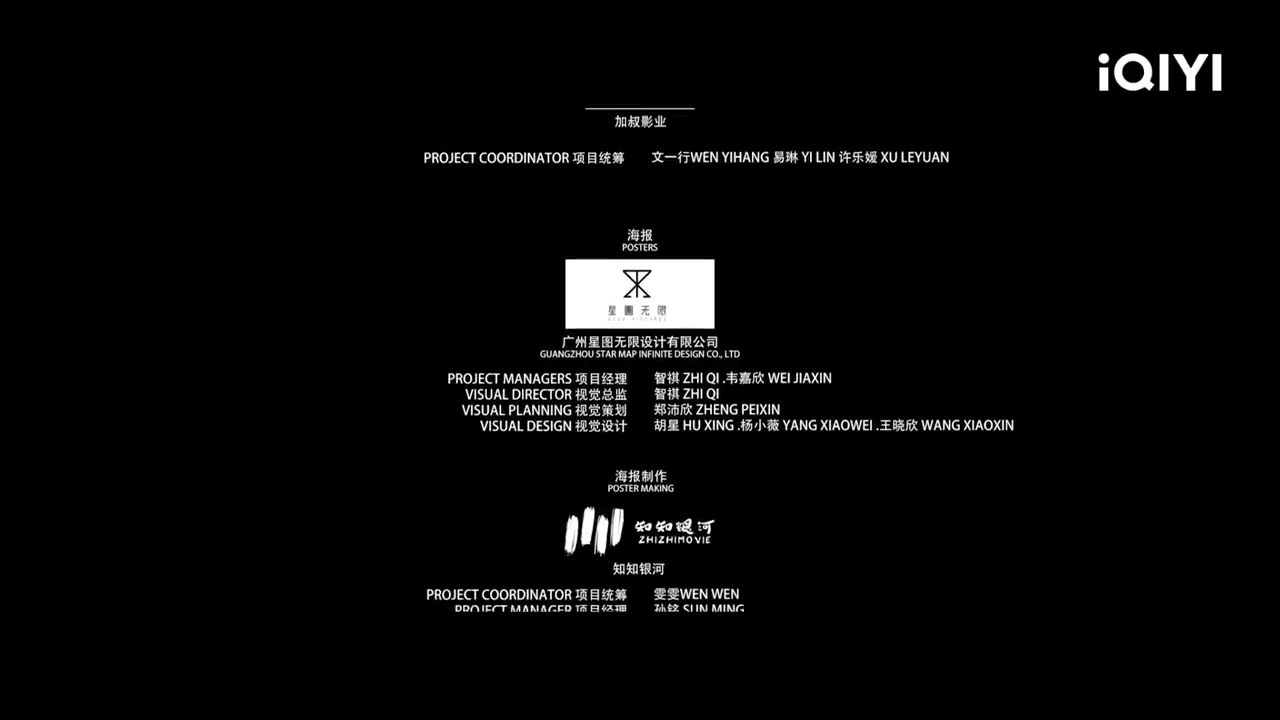 iQIYI
加叔影业
PROJECT COORDINATOR 项目统筹 文一行WEN YIHANG 易琳 YI LIN 许乐媛 XU LEYUAN
海报
POSTERS
星圖无限
广州星图无限设计有限公司
GUANGZHOU STAR MAP INFINITE DESIGN CO., LTD
PROJECT MANAGERS 项目经理 智祺 ZHI QI .韦嘉欣 WEI JIAXIN
VISUAL DIRECTOR 视觉总监 智祺 ZHI QI
VISUAL PLANNING 视觉策划 郑沛欣 ZHENG PEIXIN
VISUAL DESIGN 视觉设计 胡星 HU XING .杨小薇 YANG XIAOWEI .王晓欣 WANG XIAOXIN
海报制作
POSTER MAKING
知知银河
ZHIZHIMOVIE
知知银河
PROJECT COORDINATOR 项目统筹 雯雯WEN WEN
PROJECT MANAGER 项目经理 孙铭 SUN MING